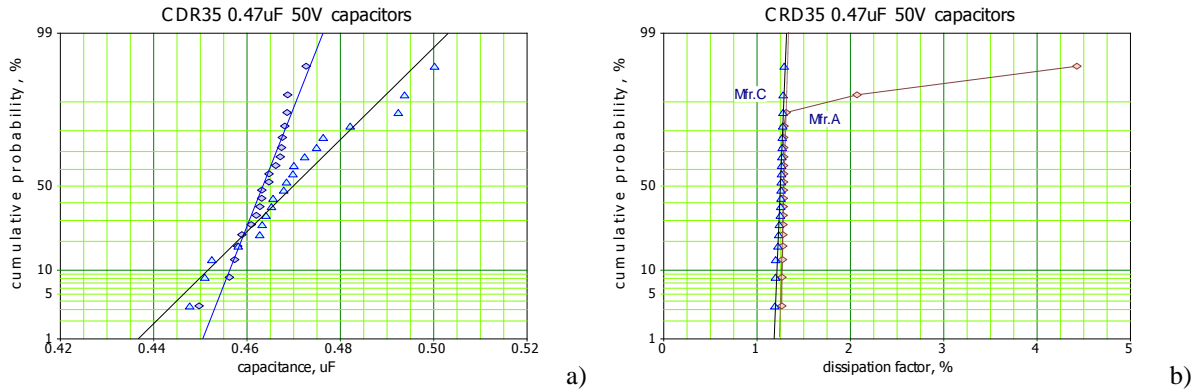 CDR35 0.47uF 50V capacitors
99
50
10
5
1
cumulative probability, %
0.42
0.44
0.46
0.48
0.50
0.52
capacitance, uF
a)
CRD35 0.47uF 50V capacitors
99
50
10
5
1
cumulative probability, %
Mfr.C
Mfr.A
0
1
2
3
4
5
dissipation factor, %
b)